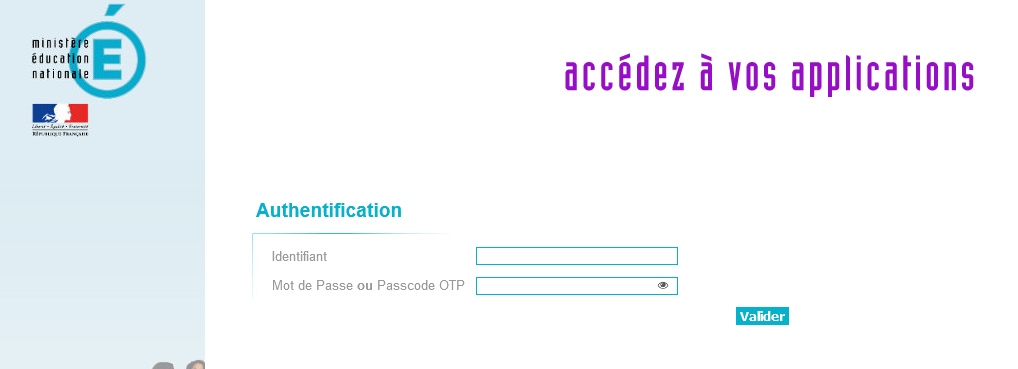 ministère
éducation
nationale
É
Liberté • Égalité • Fraternité
RÉPUBLIQUE FRANÇAISE
accédez à vos applications
Authentification
Identifiant
Mot de Passe ou Passcode OTP
Valider